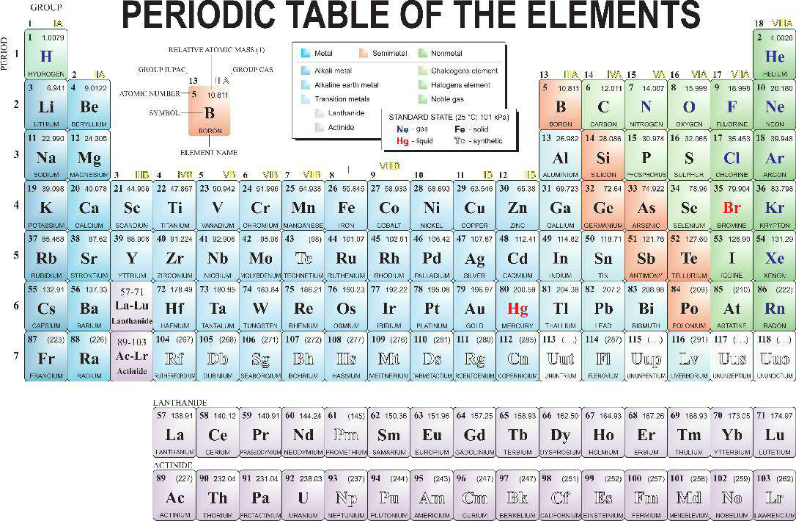 PERIODIC TABLE OF THE ELEMENTS
GROUP
PERIOD
1 IA
18 VIIIA
1 1.0079
H
HYDROGEN
2 4.0026
He
HELIUM
RELATIVE ATOMIC MASS (1)
GROUP IUPAC
GROUP CAS
13 IIIA
ATOMIC NUMBER
5 10.811
SYMBOL
B
BORON
ELEMENT NAME
Metal
Semimetal
Nonmetal
Alkali metal
Alkaline earth metal
Transition metals
Lanthanide
Actinide
Chalcogens element
Halogens element
Noble gas
STANDARD STATE (25 °C; 101 kPa)
Ne - gas
Fe - solid
Hg - liquid
Tc - synthetic
2 IIA
13 IIIA 14 IVA 15 VA 16 VIA 17 VIIA
3 6.941 4 9.0122 5 10.811 6 12.011 7 14.007 8 15.999 9 18.998 10 20.180
Li Be B C N O F Ne
LITHIUM BERYLLIUM BORON CARBON NITROGEN OXYGEN FLUORINE NEON
11 22.990 12 24.305 13 26.982 14 28.086 15 30.974 16 32.065 17 35.453 18 39.948
Na Mg Al Si P S Cl Ar
SODIUM MAGNESIUM ALUMINIUM SILICON PHOSPHORUS SULPHUR CHLORINE ARGON
3 IIIB 4 IVB 5 VB 6 VIB 7 VIIB 8 9 VIIIB 10 11 IB 12 IIB
19 39.098 20 40.078 21 44.956 22 47.867 23 50.942 24 51.996 25 54.938 26 55.845 27 58.933 28 58.693 29 63.546 30 65.38 31 69.723 32 72.64 33 74.922 34 78.96 35 79.904 36 83.798
K Ca Sc Ti V Cr Mn Fe Co Ni Cu Zn Ga Ge As Se Br Kr
POTASSIUM CALCIUM SCANDIUM TITANIUM VANADIUM CHROMIUM MANGANESE IRON COBALT NICKEL COPPER ZINC GALLIUM GERMANIUM ARSENIC SELENIUM BROMINE KRYPTON
37 85.468 38 87.62 39 88.906 40 91.224 41 92.906 42 95.96 43 (98) 44 101.07 45 102.91 46 106.42 47 107.87 48 112.41 49 114.82 50 118.71 51 121.76 52 127.60 53 126.90 54 131.29
Rb Sr Y Zr Nb Mo Tc Ru Rh Pd Ag Cd In Sn Sb Te I Xe
RUBIDIUM STRONTIUM YTTRIUM ZIRCONIUM NIOBIUM MOLYBDENUM TECHNETIUM RUTHENIUM RHODIUM PALLADIUM SILVER CADMIUM INDIUM TIN ANTIMONY TELLURIUM IODINE XENON
55 132.91 56 137.33 57-71 72 178.49 73 180.95 74 183.84 75 186.21 76 190.23 77 192.22 78 195.08 79 196.97 80 200.59 81 204.38 82 207.2 83 208.98 84 (209) 85 (210) 86 (222)
Cs Ba La-Lu Hf Ta W Re Os Ir Pt Au Hg Tl Pb Bi Po At Rn
CAESIUM BARIUM Lanthanide HAFNIUM TANTALUM TUNGSTEN RHENIUM OSMIUM IRIDIUM PLATINUM GOLD MERCURY THALLIUM LEAD BISMUTH POLONIUM ASTATINE RADON
87 (223) 88 (226) 89-103 104 (267) 105 (268) 106 (271) 107 (272) 108 (277) 109 (276) 110 (281) 111 (280) 112 (285) 113 (...) 114 (287) 115 (...) 116 (291) 117 (...) 118 (...)
Fr Ra Ac-Lr Rf Db Sg Bh Hs Mt Ds Rg Cn Uut Fl Uup Lv Uus Uuo
FRANCIUM RADIUM Actinide RUTHERFORDIUM DUBNIUM SEABORGIUM BOHRIUM HASSIUM MEITNERIUM DARMSTADTIUM ROENTGENIUM COPERNICIUM UNUNTRIUM FLEROVIUM UNUNPENTIUM LIVERMORIUM UNUNSEPTIUM UNUNOCTIUM
1
2
3
4
5
6
7
LANTHANIDE
57 138.91 58 140.12 59 140.91 60 144.24 61 (145) 62 150.36 63 151.96 64 157.25 65 158.93 66 162.50 67 164.93 68 167.26 69 168.93 70 173.05 71 174.97
La Ce Pr Nd Pm Sm Eu Gd Tb Dy Ho Er Tm Yb Lu
LANTHANUM CERIUM PRASEODYMIUM NEODYMIUM PROMETHIUM SAMARIUM EUROPIUM GADOLINIUM TERBIUM DYSPROSIUM HOLMIUM ERBIUM THULIUM YTTERBIUM LUTETIUM
ACTINIDE
89 (227) 90 232.04 91 231.04 92 238.03 93 (237) 94 (244) 95 (243) 96 (247) 97 (247) 98 (251) 99 (252) 100 (257) 101 (258) 102 (259) 103 (262)
Ac Th Pa U Np Pu Am Cm Bk Cf Es Fm Md No Lr
ACTINIUM THORIUM PROTACTINIUM URANIUM NEPTUNIUM PLUTONIUM AMERICIUM CURIUM BERKELIUM CALIFORNIUM EINSTEINIUM FERMIUM MENDELEVIUM NOBELIUM LAWRENCIUM